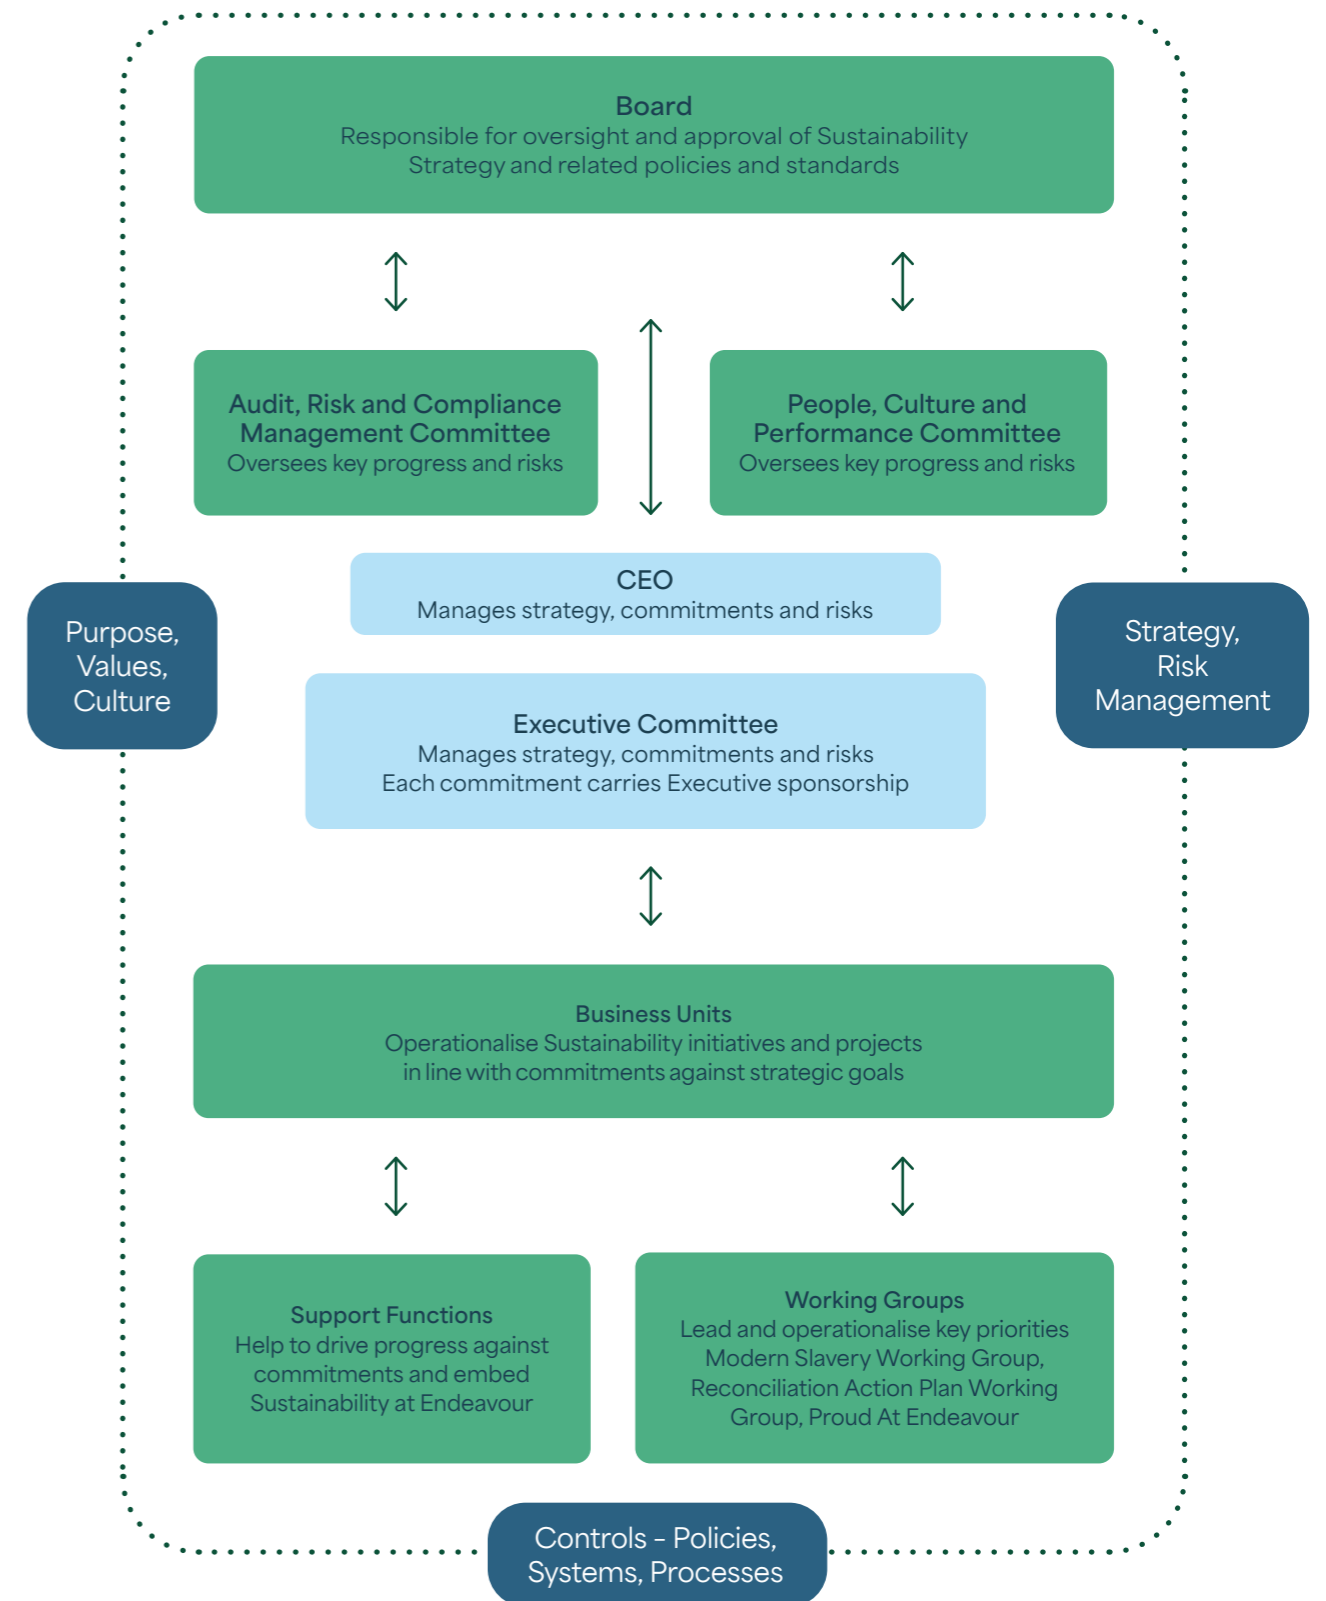 Board
Responsible for oversight and approval of Sustainability
Strategy and related policies and standards
Audit, Risk and Compliance
Management Committee
Oversees key progress and risks
People, Culture and
Performance Committee
Oversees key progress and risks
CEO
Manages strategy, commitments and risks
Purpose,
Values,
Culture
Strategy,
Risk
Management
Executive Committee
Manages strategy, commitments and risks
Each commitment carries Executive sponsorship
Business Units
Operationalise Sustainability initiatives and projects
in line with commitments against strategic goals
Support Functions
Help to drive progress against
commitments and embed
Sustainability at Endeavour
Working Groups
Lead and operationalise key priorities
Modern Slavery Working Group,
Reconciliation Action Plan Working
Group, Proud At Endeavour
Controls – Policies,
Systems, Processes